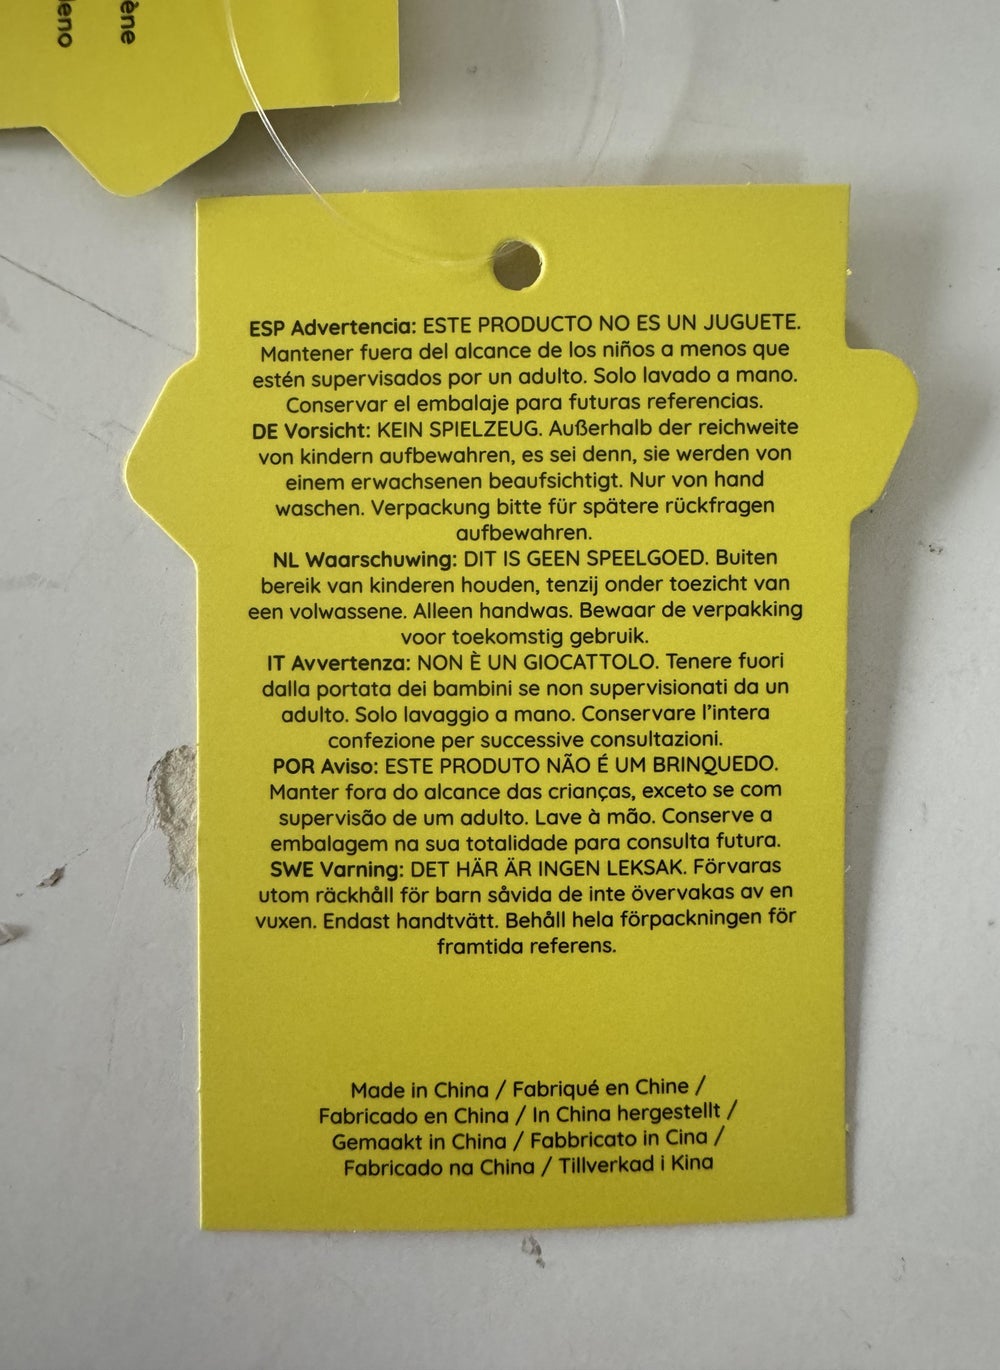 ène
leno
ESP Advertencia: ESTE PRODUCTO NO ES UN JUGUETE.
Mantener fuera del alcance de los niños a menos que
estén supervisados por un adulto. Solo lavado a mano.
Conservar el embalaje para futuras referencias.
DE Vorsicht: KEIN SPIELZEUG. Außerhalb der reichweite
von kindern aufbewahren, es sei denn, sie werden von
einem erwachsenen beaufsichtigt. Nur von hand
waschen. Verpackung bitte für spätere rückfragen
aufbewahren.
NL Waarschuwing: DIT IS GEEN SPEELGOED. Buiten
bereik van kinderen houden, tenzij onder toezicht van
een volwassene. Alleen handwas. Bewaar de verpakking
voor toekomstig gebruik.
IT Avvertenza: NON È UN GIOCATTOLO. Tenere fuori
dalla portata dei bambini se non supervisionati da un
adulto. Solo lavaggio a mano. Conservare l'intera
confezione per successive consultazioni.
POR Aviso: ESTE PRODUTO NÃO É UM BRINQUEDO.
Manter fora do alcance das crianças, exceto se com
supervisão de um adulto. Lave à mão. Conserve a
embalagem na sua totalidade para consulta futura.
SWE Varning: DET HÄR ÄR INGEN LEKSAK. Förvaras
utom räckhåll för barn såvida de inte övervakas av en
vuxen. Endast handtvätt. Behåll hela förpackningen för
framtida referens.
Made in China / Fabriqué en Chine /
Fabricado en China / In China hergestellt /
Gemaakt in China / Fabbricato in Cina /
Fabricado na China / Tillverkad i Kina